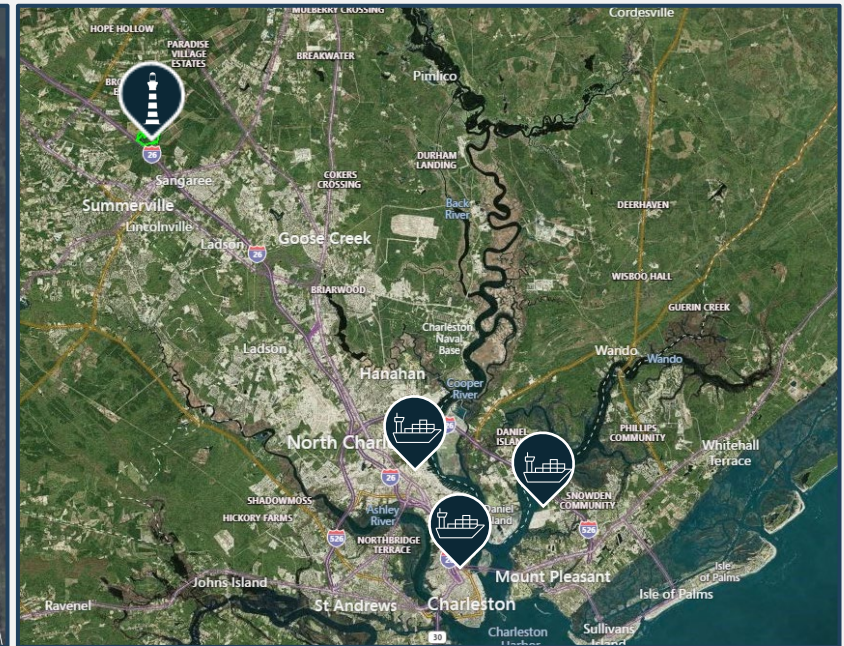 MULBERRY CROSSING
Cordesville
HOPE HOLLOW
PARADISE
VILLAGE
ESTATES
BREAKWATER
Pimlico
26
DURHAM
LANDING
Sangaree
COKERS
CROSSING
Summerville
Back
River
DEERHAVEN
Lincolnville
Ladson
26
Goose Creek
WISBOO HALL
BRIARWOOD
GUERIN CREEK
Charleston
Naval
Base
Ladson
Wando
Wando
Hanahan
Cooper
River
DANIEL
PHILLIPS
COMMUNITY
North
Whitehall
Terrace
26
SHADOWMOSS
SNOWDEN
COMMUNITY
HICKORY FARMS
Ashley
River
Daniel
526
526
NORTHBRIDGE
TERRACE
Mount Pleasant
Isle
of Palms
Johns Island
Isle of Palms
Ravenel
St Andrews
Charleston
30
Charleston
Harbor
Sullivans
Island